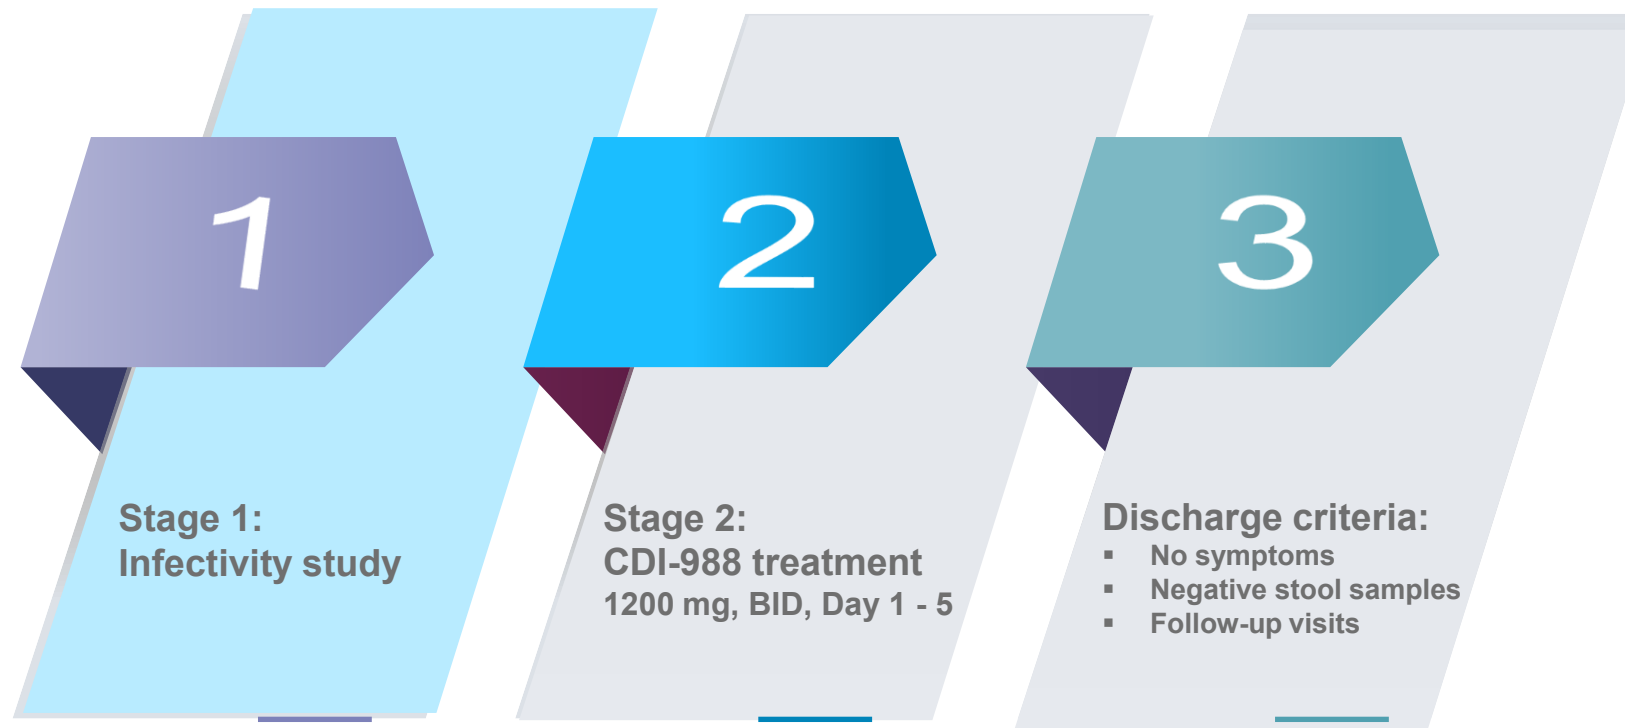 1
2
3
Stage 1:
Infectivity study
Stage 2:
CDI-988 treatment
1200 mg, BID, Day 1 - 5
Discharge criteria:
▪ No symptoms
▪ Negative stool samples
▪ Follow-up visits